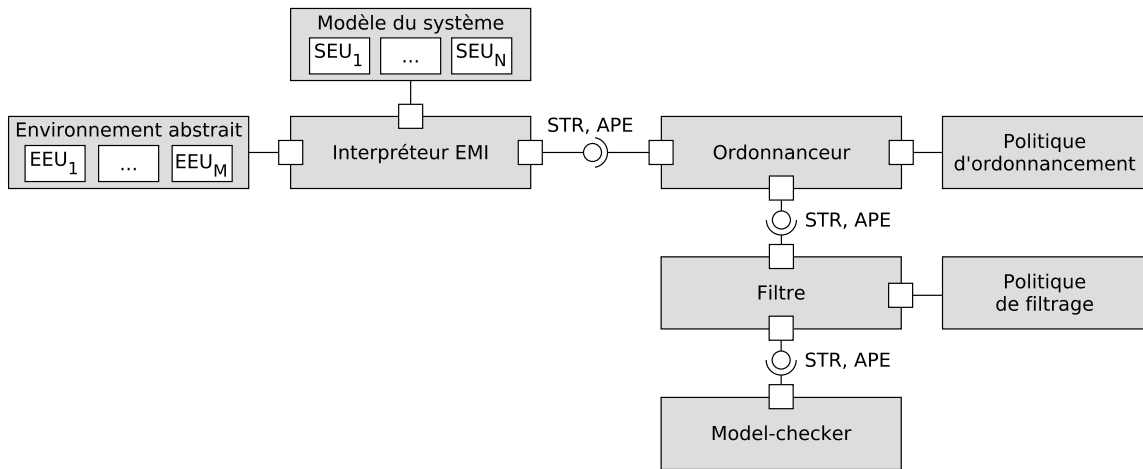 Modèle du système
SEU1 ... SEUN
Environnement abstrait
EEU1 ... EEUM
Interpréteur EMI
STR, APE
Ordonnanceur
Politique
d'ordonnancement
STR, APE
Filtre
Politique
de filtrage
STR, APE
Model-checker